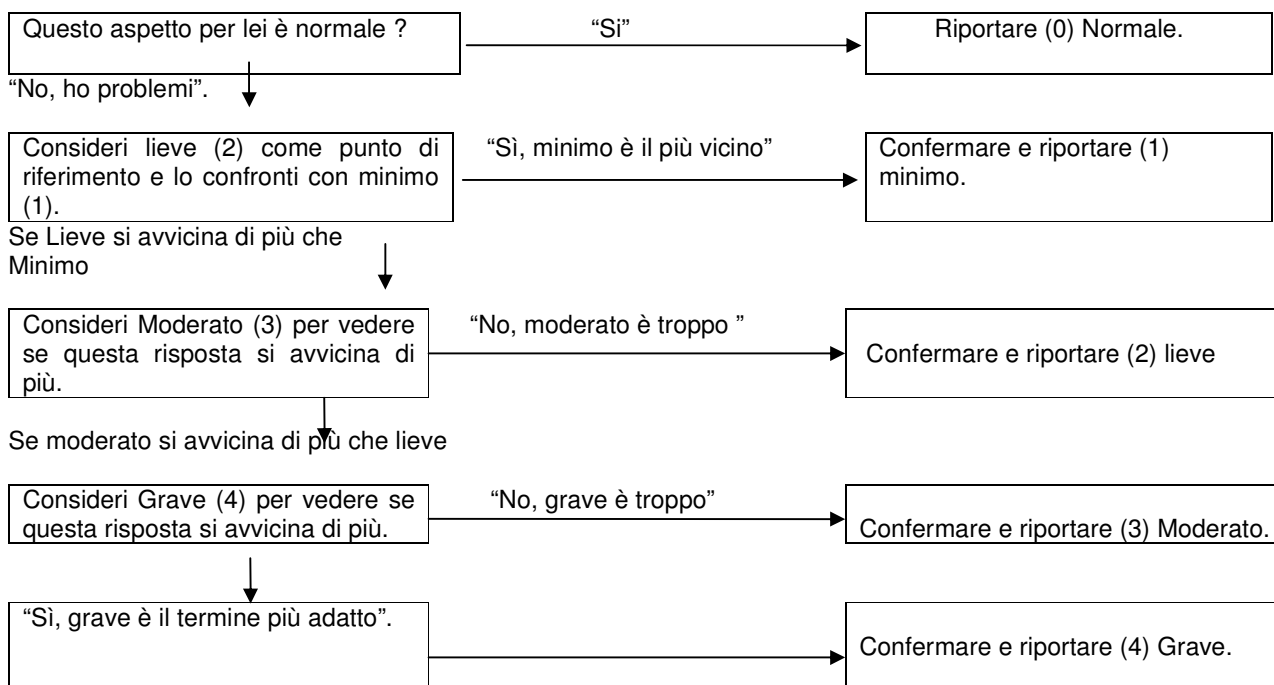 Questo aspetto per lei è normale ?
“Si”
Riportare (0) Normale.
“No, ho problemi”.
Consideri lieve (2) come punto di
riferimento e lo confronti con minimo
(1).
“Sì, minimo è il più vicino”
Confermare e riportare (1)
minimo.
Se Lieve si avvicina di più che
Minimo
Consideri Moderato (3) per vedere
se questa risposta si avvicina di
più.
“No, moderato è troppo ”
Confermare e riportare (2) lieve
Se moderato si avvicina di più che lieve
Consideri Grave (4) per vedere se
questa risposta si avvicina di più.
“No, grave è troppo”
Confermare e riportare (3) Moderato.
“Sì, grave è il termine più adatto”.
Confermare e riportare (4) Grave.